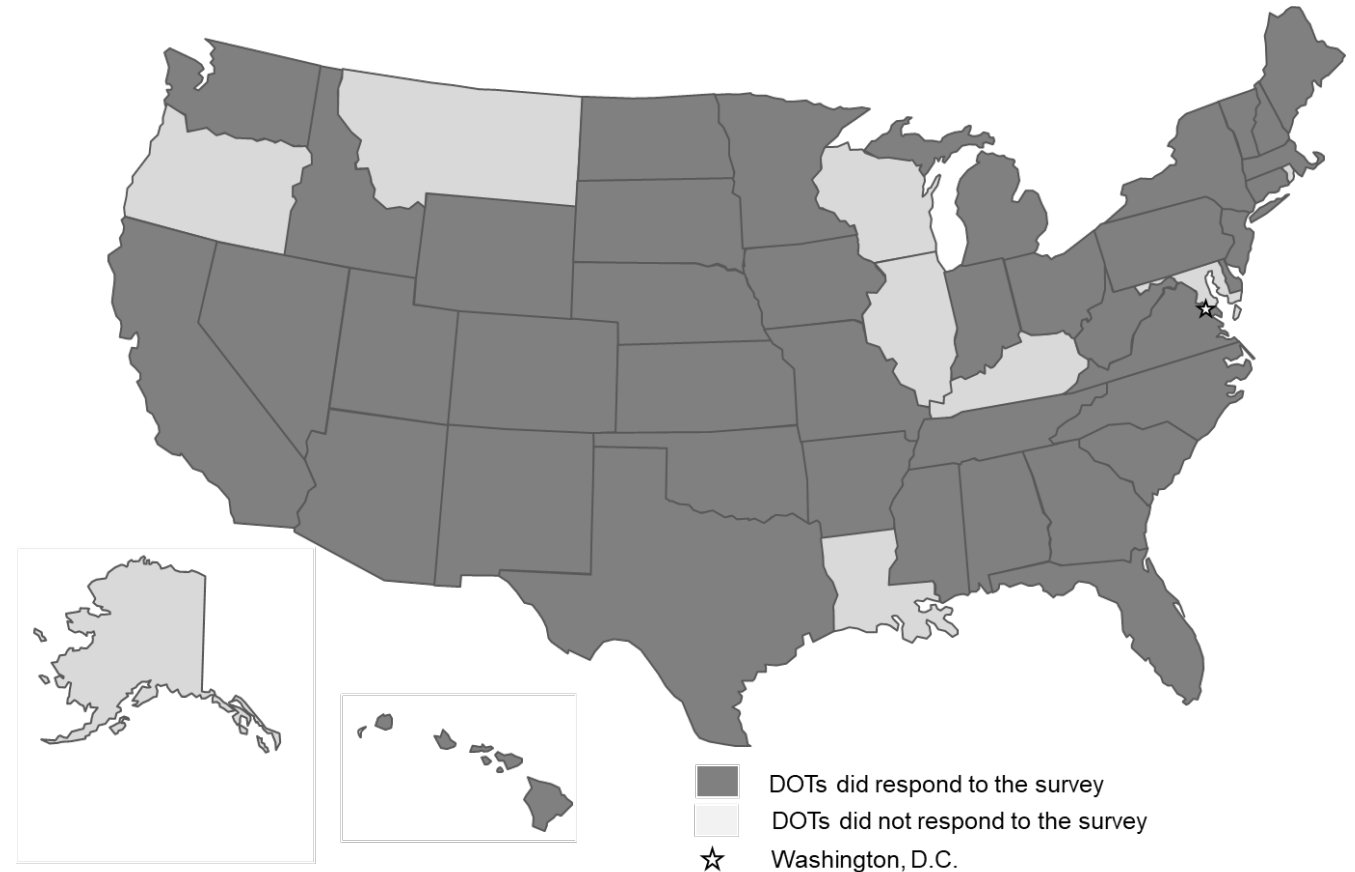 DOTs did respond to the survey
DOTs did not respond to the survey
Washington, D.C.